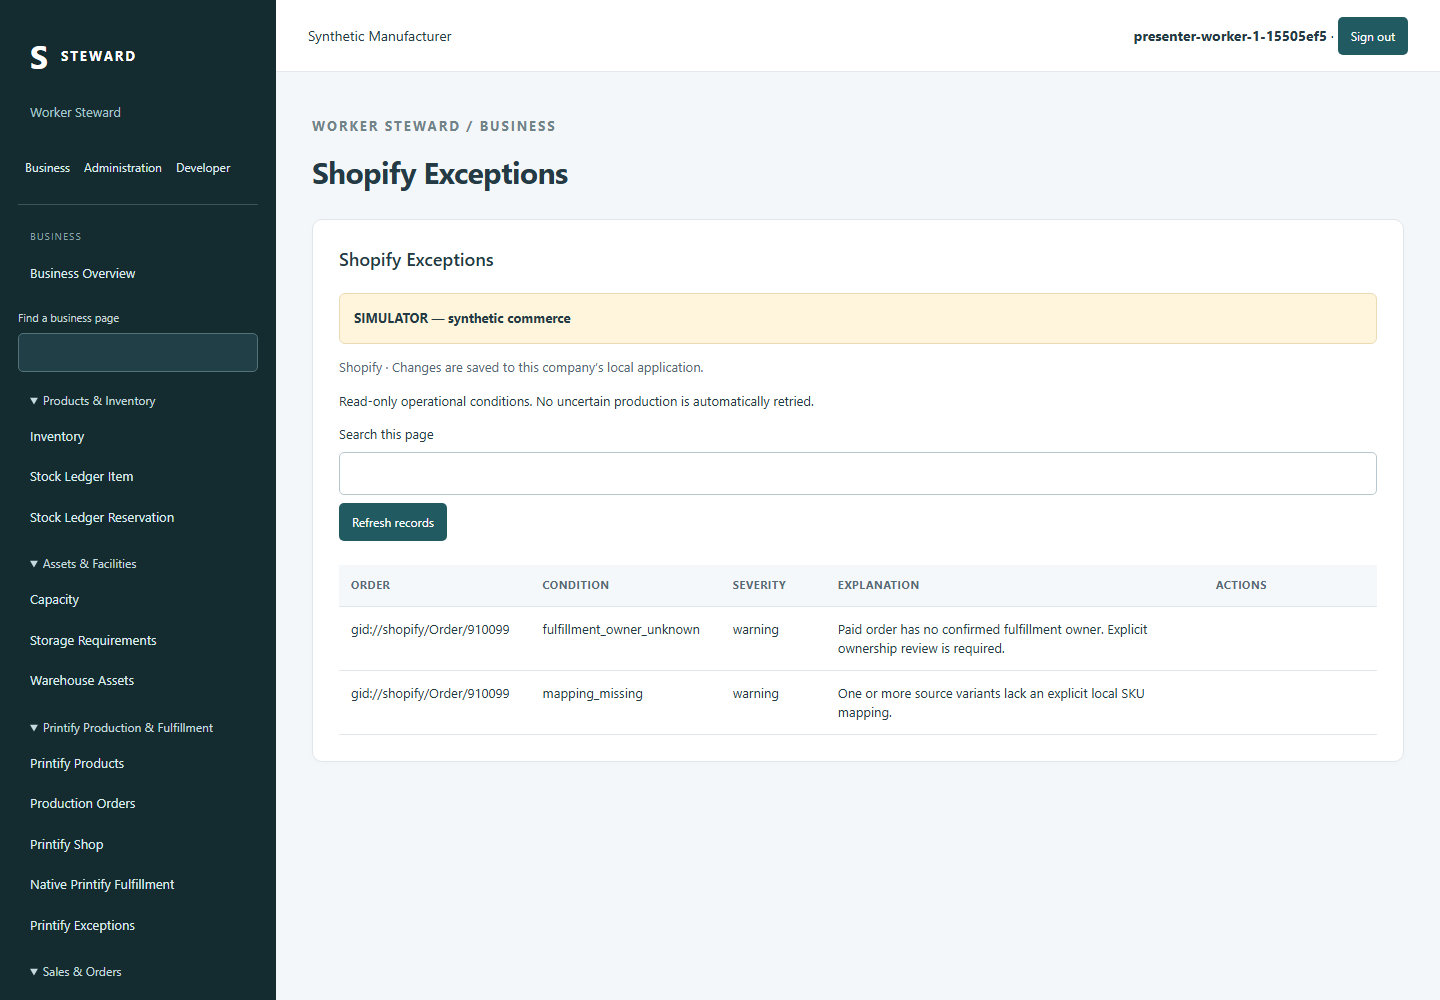 S STEWARD
Worker Steward
Business Administration Developer
BUSINESS
Business Overview
Find a business page
▼ Products & Inventory
Inventory
Stock Ledger Item
Stock Ledger Reservation
▼ Assets & Facilities
Capacity
Storage Requirements
Warehouse Assets
▼ Printify Production & Fulfillment
Printify Products
Production Orders
Printify Shop
Native Printify Fulfillment
Printify Exceptions
▼ Sales & Orders
Synthetic Manufacturer
presenter-worker-1-15505ef5 · Sign out
WORKER STEWARD / BUSINESS
Shopify Exceptions
Shopify Exceptions
SIMULATOR — synthetic commerce
Shopify · Changes are saved to this company's local application.
Read-only operational conditions. No uncertain production is automatically retried.
Search this page
Refresh records
ORDER CONDITION SEVERITY EXPLANATION ACTIONS
gid://shopify/Order/910099 fulfillment_owner_unknown warning Paid order has no confirmed fulfillment owner. Explicit
ownership review is required.
gid://shopify/Order/910099 mapping_missing warning One or more source variants lack an explicit local SKU
mapping.